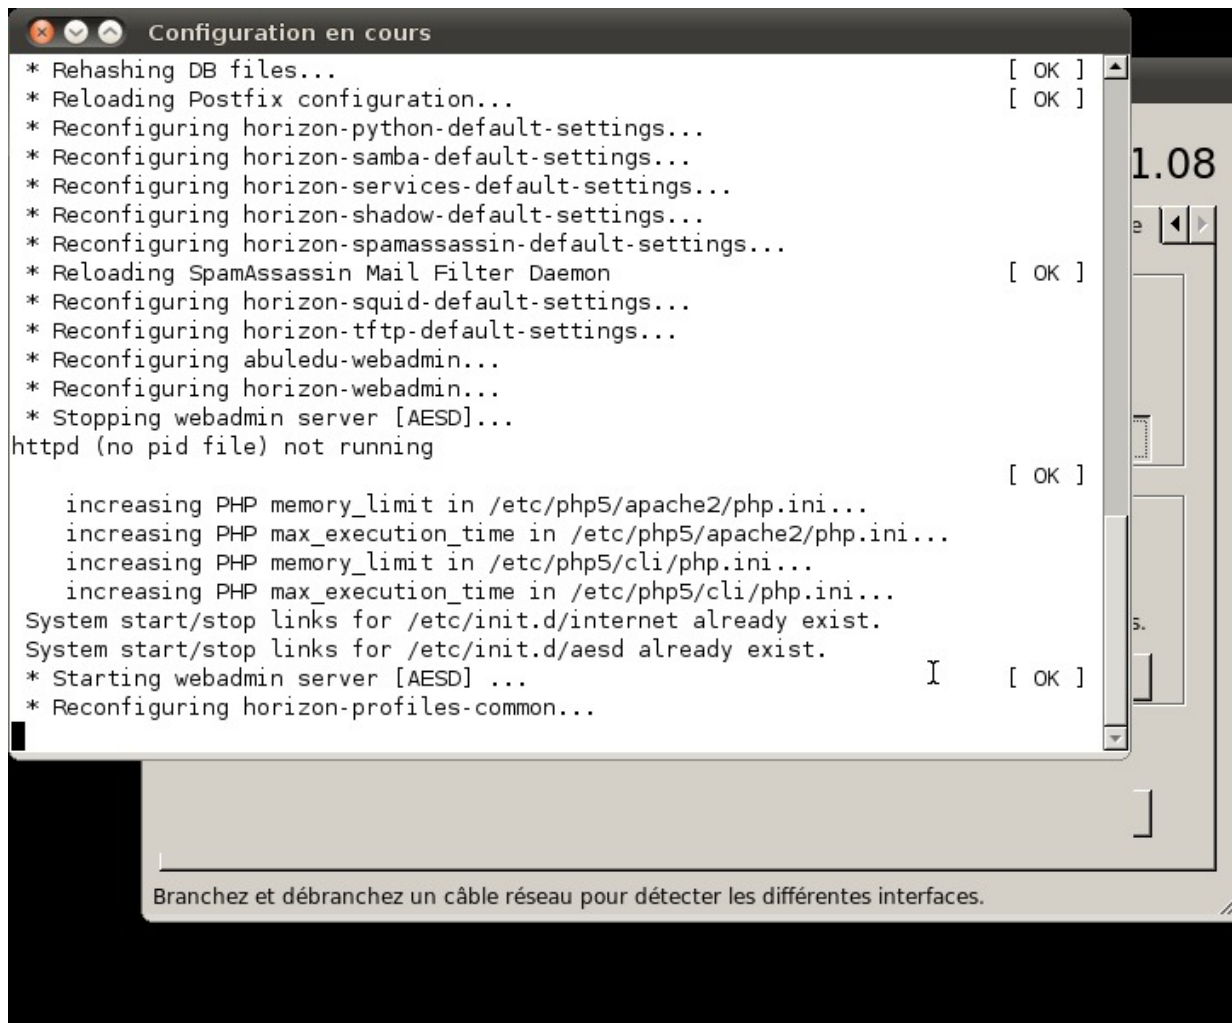 Configuration en cours
* Rehashing DB files... [ OK ]
* Reloading Postfix configuration... [ OK ]
* Reconfiguring horizon-python-default-settings...
* Reconfiguring horizon-samba-default-settings...
* Reconfiguring horizon-services-default-settings...
* Reconfiguring horizon-shadow-default-settings...
* Reconfiguring horizon-spamassassin-default-settings...
* Reloading SpamAssassin Mail Filter Daemon [ OK ]
* Reconfiguring horizon-squid-default-settings...
* Reconfiguring horizon-tftp-default-settings...
* Reconfiguring abuledu-webadmin...
* Reconfiguring horizon-webadmin...
* Stopping webadmin server [AESD]...
httpd (no pid file) not running
[ OK ]
increasing PHP memory_limit in /etc/php5/apache2/php.ini...
increasing PHP max_execution_time in /etc/php5/apache2/php.ini...
increasing PHP memory_limit in /etc/php5/cli/php.ini...
increasing PHP max_execution_time in /etc/php5/cli/php.ini...
System start/stop links for /etc/init.d/internet already exist.
System start/stop links for /etc/init.d/aesd already exist.
* Starting webadmin server [AESD] ... [ OK ]
* Reconfiguring horizon-profiles-common...
1.08
e
s.
Branchez et débranchez un câble réseau pour détecter les différentes interfaces.